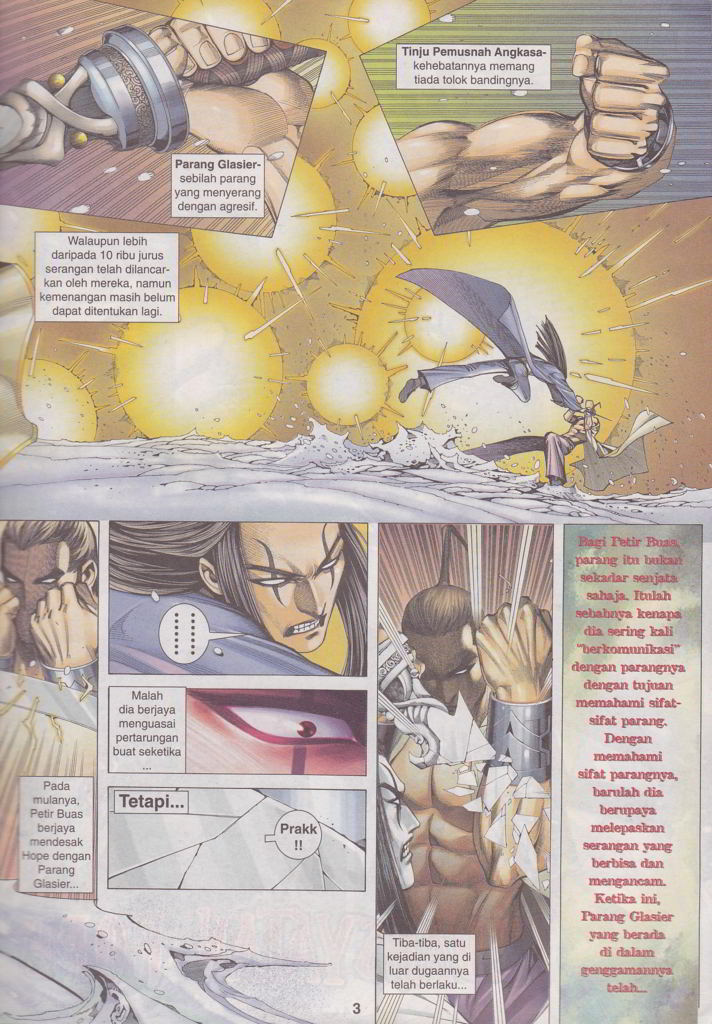 Parang Glasier-
sebilah parang
yang menyerang
dengan agresif.
Tinju Pemusnah Angkasa-
kehebatannya memang
tiada tolok bandingnya.
Walaupun lebih
daripada 10 ribu jurus
serangan telah dilancar-
kan oleh mereka, namun
kemenangan masih belum
dapat ditentukan lagi.
Pada
mulanya,
Petir Buas
berjaya
mendesak
Hope dengan
Parang
Glasier...
Malah
dia berjaya
menguasai
pertarungan
buat seketika
...
Tetapi...
Prakk
!!
Tiba-tiba, satu
kejadian yang di
luar dugaannya
telah berlaku...
Bagi Petir Buas,
parang itu bukan
sekadar senjata
sahaja. Itulah
sebabnya kenapa
dia sering kali
“berkomunikasi”
dengan parangnya
dengan tujuan
memahami sifat-
sifat parang.
Dengan
memahami
sifat parangnya,
barulah dia
berupaya
melepaskan
serangan yang
berbisa dan
mengancam.
Ketika ini,
Parang Glasier
yang berada
di dalam
genggamannya
telah...
3